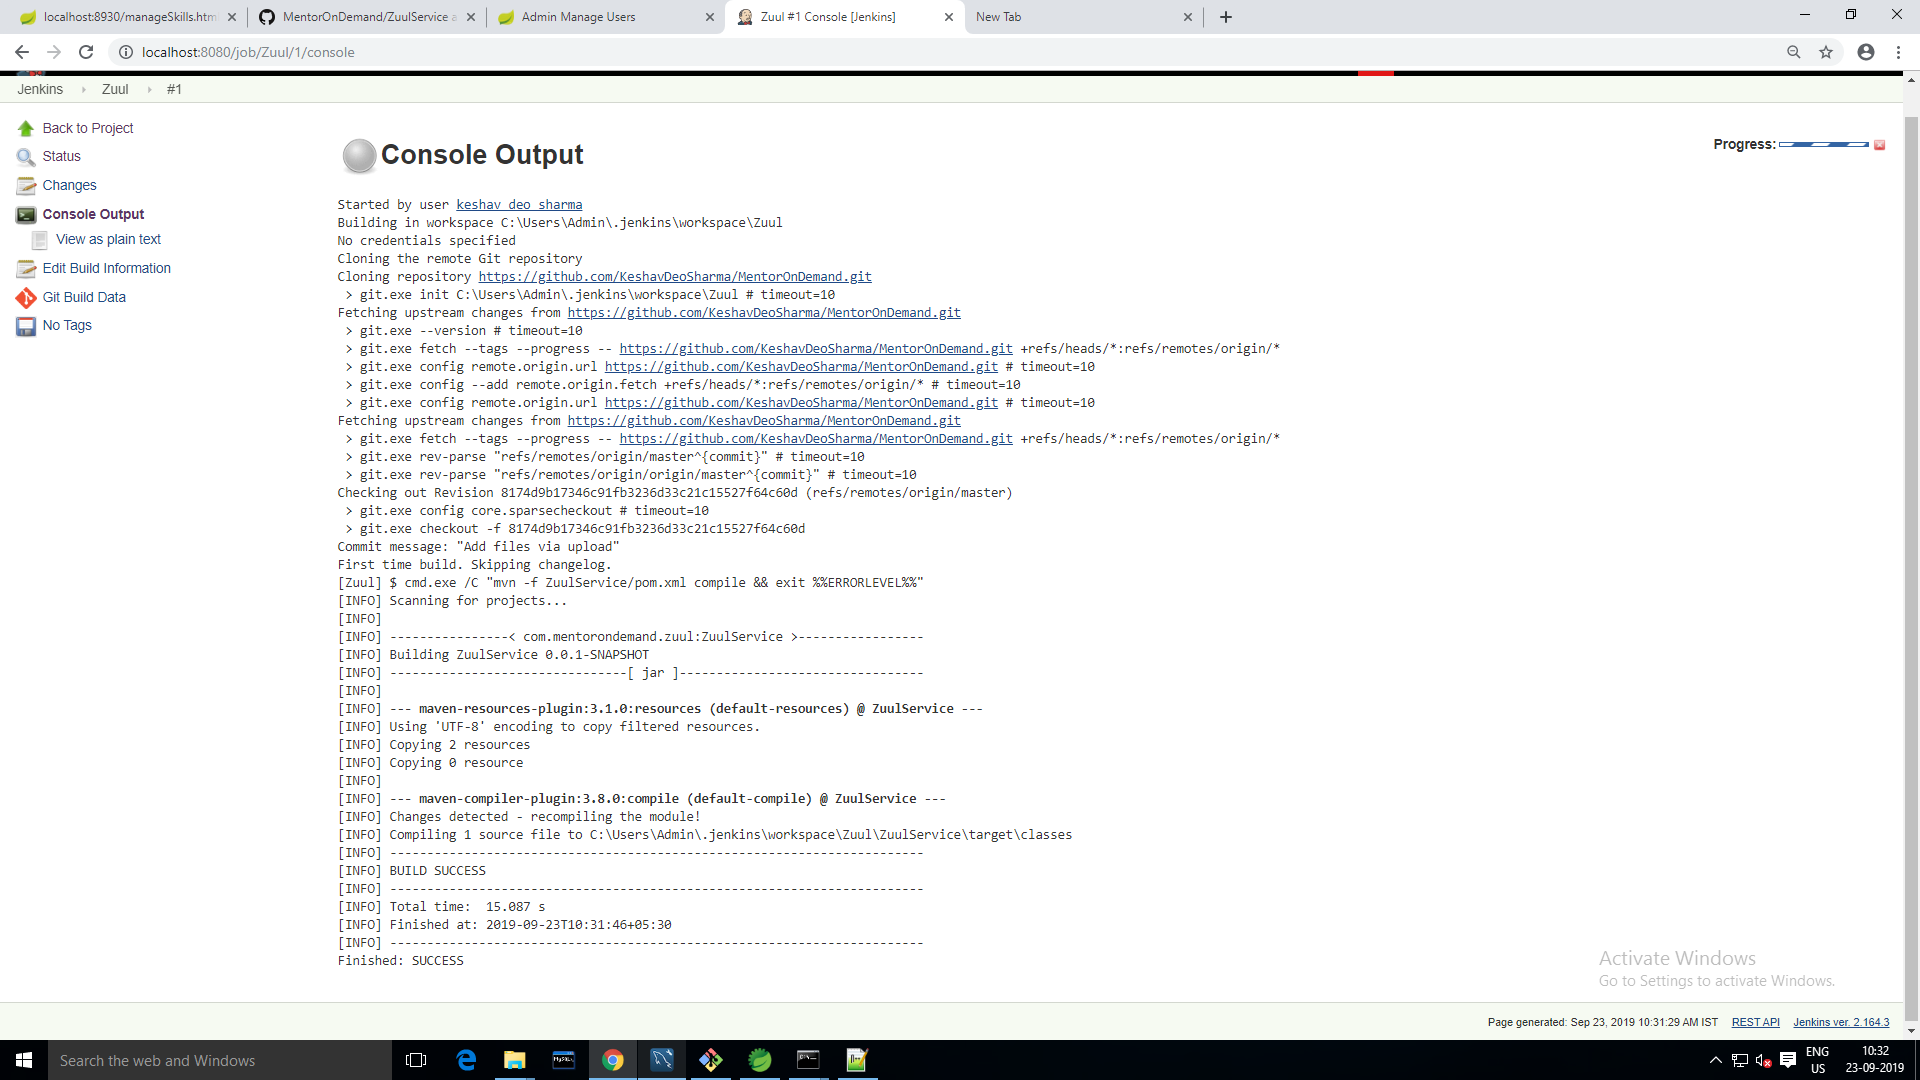 localhost:8930/manageSkills.htm
MentorOnDemand/ZuulService a
Admin Manage Users
Zuul #1 Console [Jenkins]
New Tab
localhost:8080/job/Zuul/1/console
Jenkins
Zuul
#1
Back to Project
Status
Changes
Console Output
View as plain text
Edit Build Information
Git Build Data
No Tags
Console Output
Progress:
Started by user keshav deo sharma
Building in workspace C:\Users\Admin\.jenkins\workspace\Zuul
No credentials specified
Cloning the remote Git repository
Cloning repository https://github.com/KeshavDeoSharma/MentorOnDemand.git
> git.exe init C:\Users\Admin\.jenkins\workspace\Zuul # timeout=10
Fetching upstream changes from https://github.com/KeshavDeoSharma/MentorOnDemand.git
> git.exe --version # timeout=10
> git.exe fetch --tags --progress -- https://github.com/KeshavDeoSharma/MentorOnDemand.git +refs/heads/*:refs/remotes/origin/*
> git.exe config remote.origin.url https://github.com/KeshavDeoSharma/MentorOnDemand.git # timeout=10
> git.exe config --add remote.origin.fetch +refs/heads/*:refs/remotes/origin/* # timeout=10
> git.exe config remote.origin.url https://github.com/KeshavDeoSharma/MentorOnDemand.git # timeout=10
Fetching upstream changes from https://github.com/KeshavDeoSharma/MentorOnDemand.git
> git.exe fetch --tags --progress -- https://github.com/KeshavDeoSharma/MentorOnDemand.git +refs/heads/*:refs/remotes/origin/*
> git.exe rev-parse "refs/remotes/origin/master^{commit}" # timeout=10
> git.exe rev-parse "refs/remotes/origin/origin/master^{commit}" # timeout=10
Checking out Revision 8174d9b17346c91fb3236d33c21c15527f64c60d (refs/remotes/origin/master)
> git.exe config core.sparsecheckout # timeout=10
> git.exe checkout -f 8174d9b17346c91fb3236d33c21c15527f64c60d
Commit message: "Add files via upload"
First time build. Skipping changelog.
[Zuul] $ cmd.exe /C "mvn -f ZuulService/pom.xml compile && exit %%ERRORLEVEL%%"
[INFO] Scanning for projects...
[INFO]
[INFO] ----------------< com.mentorondemand.zuul:ZuulService >-----------------
[INFO] Building ZuulService 0.0.1-SNAPSHOT
[INFO] --------------------------------[ jar ]---------------------------------
[INFO]
[INFO] --- maven-resources-plugin:3.1.0:resources (default-resources) @ ZuulService ---
[INFO] Using 'UTF-8' encoding to copy filtered resources.
[INFO] Copying 2 resources
[INFO] Copying 0 resource
[INFO]
[INFO] --- maven-compiler-plugin:3.8.0:compile (default-compile) @ ZuulService ---
[INFO] Changes detected - recompiling the module!
[INFO] Compiling 1 source file to C:\Users\Admin\.jenkins\workspace\Zuul\ZuulService\target\classes
[INFO] ------------------------------------------------------------------------
[INFO] BUILD SUCCESS
[INFO] ------------------------------------------------------------------------
[INFO] Total time:  15.087 s
[INFO] Finished at: 2019-09-23T10:31:46+05:30
[INFO] ------------------------------------------------------------------------
Finished: SUCCESS
Activate Windows
Go to Settings to activate Windows.
Page generated: Sep 23, 2019 10:31:29 AM IST
REST API
Jenkins ver. 2.164.3
Search the web and Windows
ENG
US
10:32
23-09-2019